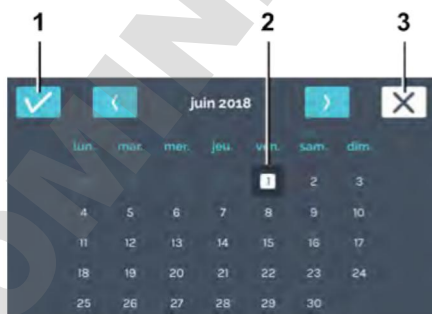 1 2 3
juin 2018
lun. mar. mer. jeu. ven. sam. dim.
1 2 3
4 5 6 7 8 9 10
11 12 13 14 15 16 17
18 19 20 21 22 23 24
25 26 27 28 29 30